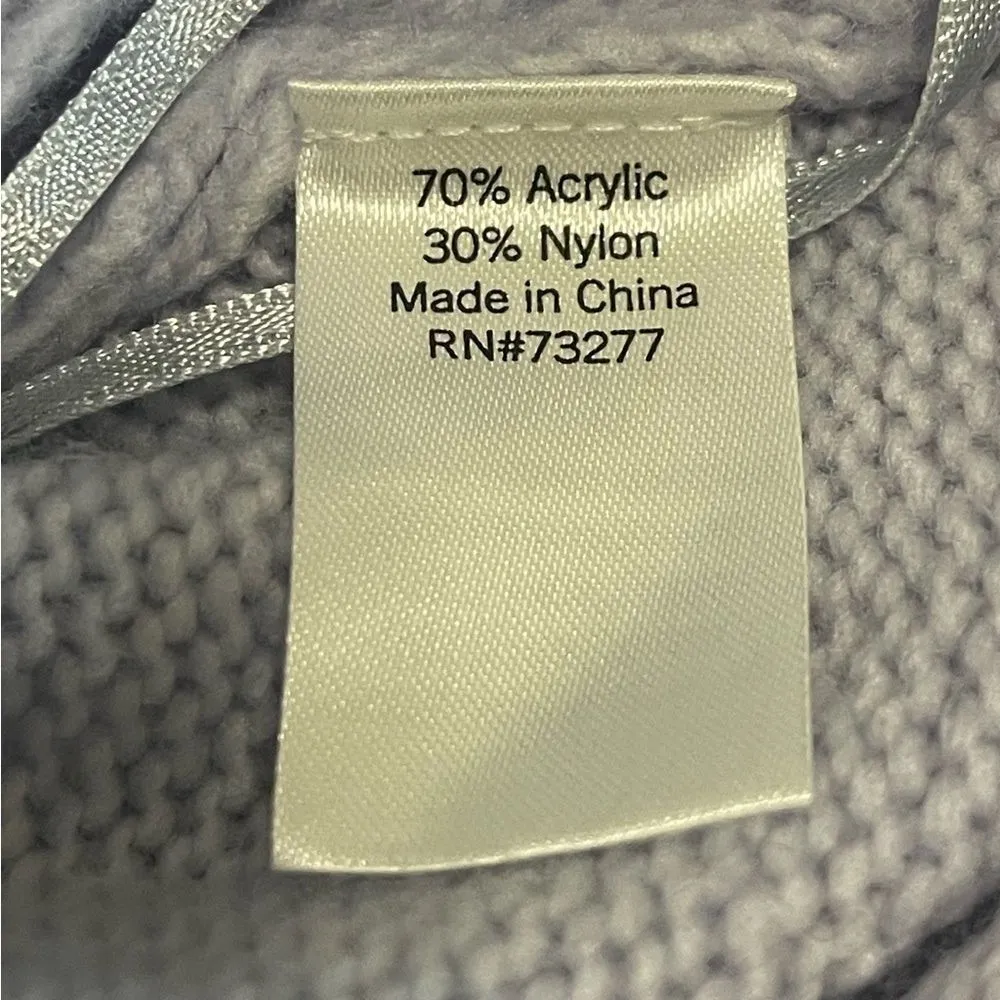 70% Acrylic
30% Nylon
Made in China
RN#73277